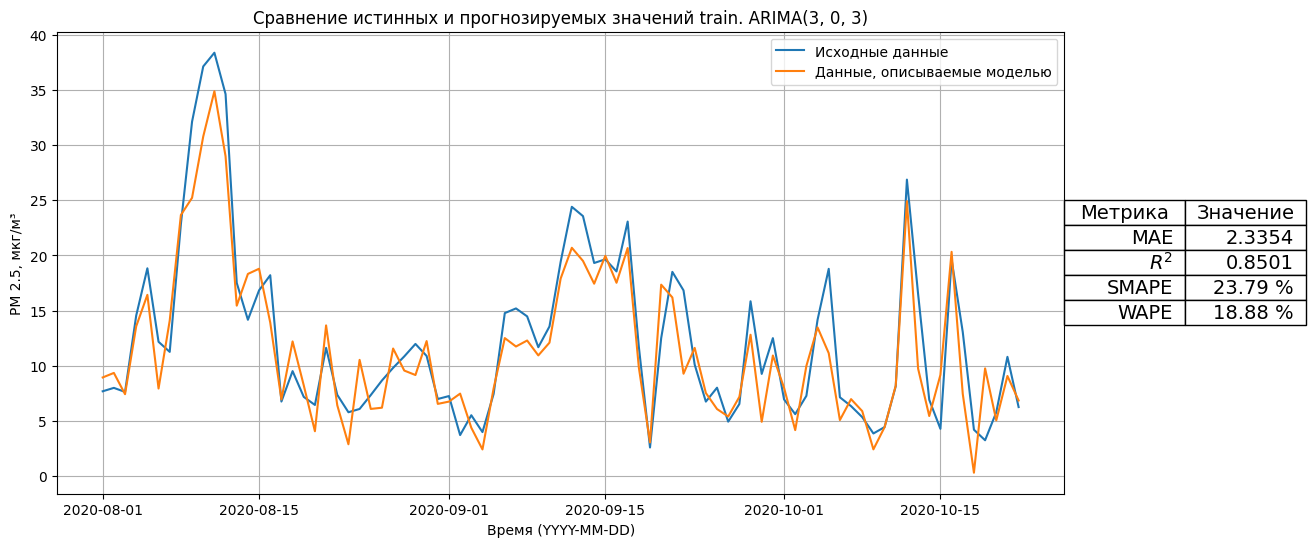 Сравнение истинных и прогнозируемых значений train. ARIMA(3, 0, 3)
Исходные данные
Данные, описываемые моделью
PM 2.5, мкг/м³
40
35
30
25
20
15
10
5
0
2020-08-01 2020-08-15 2020-09-01 2020-09-15 2020-10-01 2020-10-15
Время (YYYY-MM-DD)
Метрика Значение
MAE 2.3354
R² 0.8501
SMAPE 23.79 %
WAPE 18.88 %